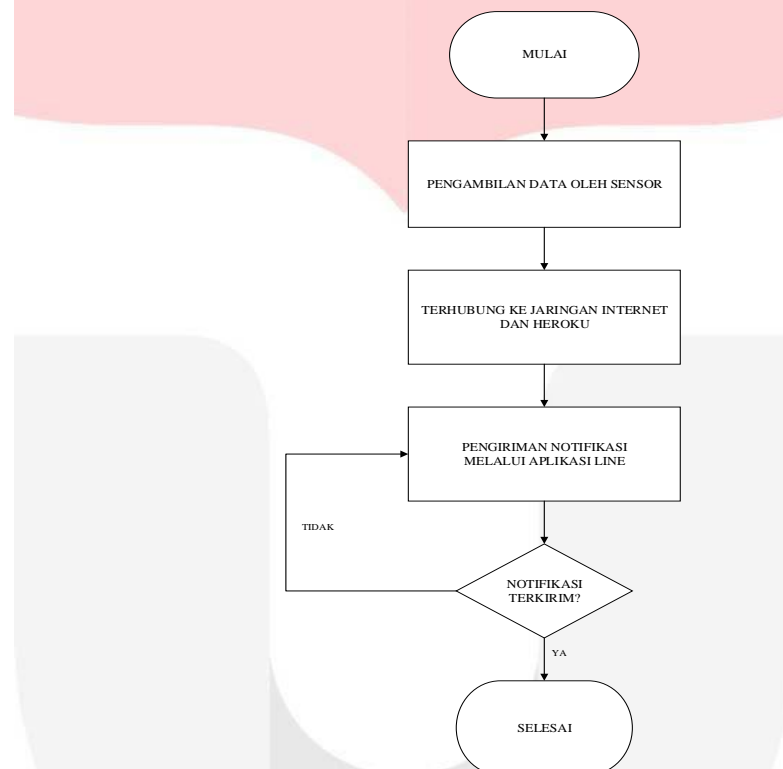 MULAI
PENGAMBILAN DATA OLEH SENSOR
TERHUBUNG KE JARINGAN INTERNET
DAN HEROKU
PENGIRIMAN NOTIFIKASI
MELALUI APLIKASI LINE
TIDAK
NOTIFIKASI
TERKIRIM?
YA
SELESAI